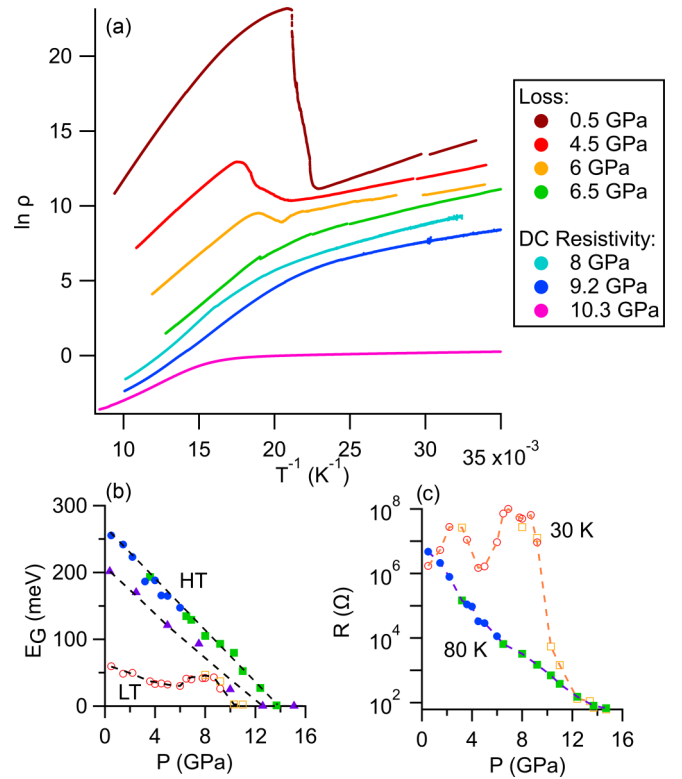 (a)
20
15
10
5
0
ln ρ
10
15
20
25
30
35 x10⁻³
T⁻¹ (K⁻¹)
Loss:
0.5 GPa
4.5 GPa
6 GPa
6.5 GPa
DC Resistivity:
8 GPa
9.2 GPa
10.3 GPa
(b)
300
200
100
0
E_G (meV)
HT
LT
0
4
8
12
16
P (GPa)
(c)
10⁸
10⁶
10⁴
10²
R (Ω)
30 K
80 K
0
4
8
12
16
P (GPa)